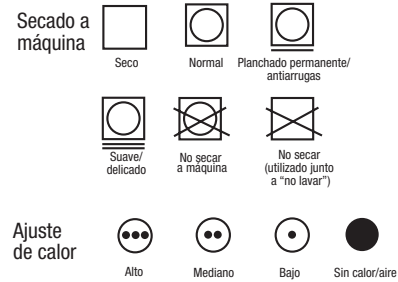 Secado a
máquina
Seco
Normal
Planchado permanente/
antiarrugas
Suave/
delicado
No secar
a máquina
No secar
(utilizado junto
a “no lavar”)
Ajuste
de calor
Alto
Mediano
Bajo
Sin calor/aire